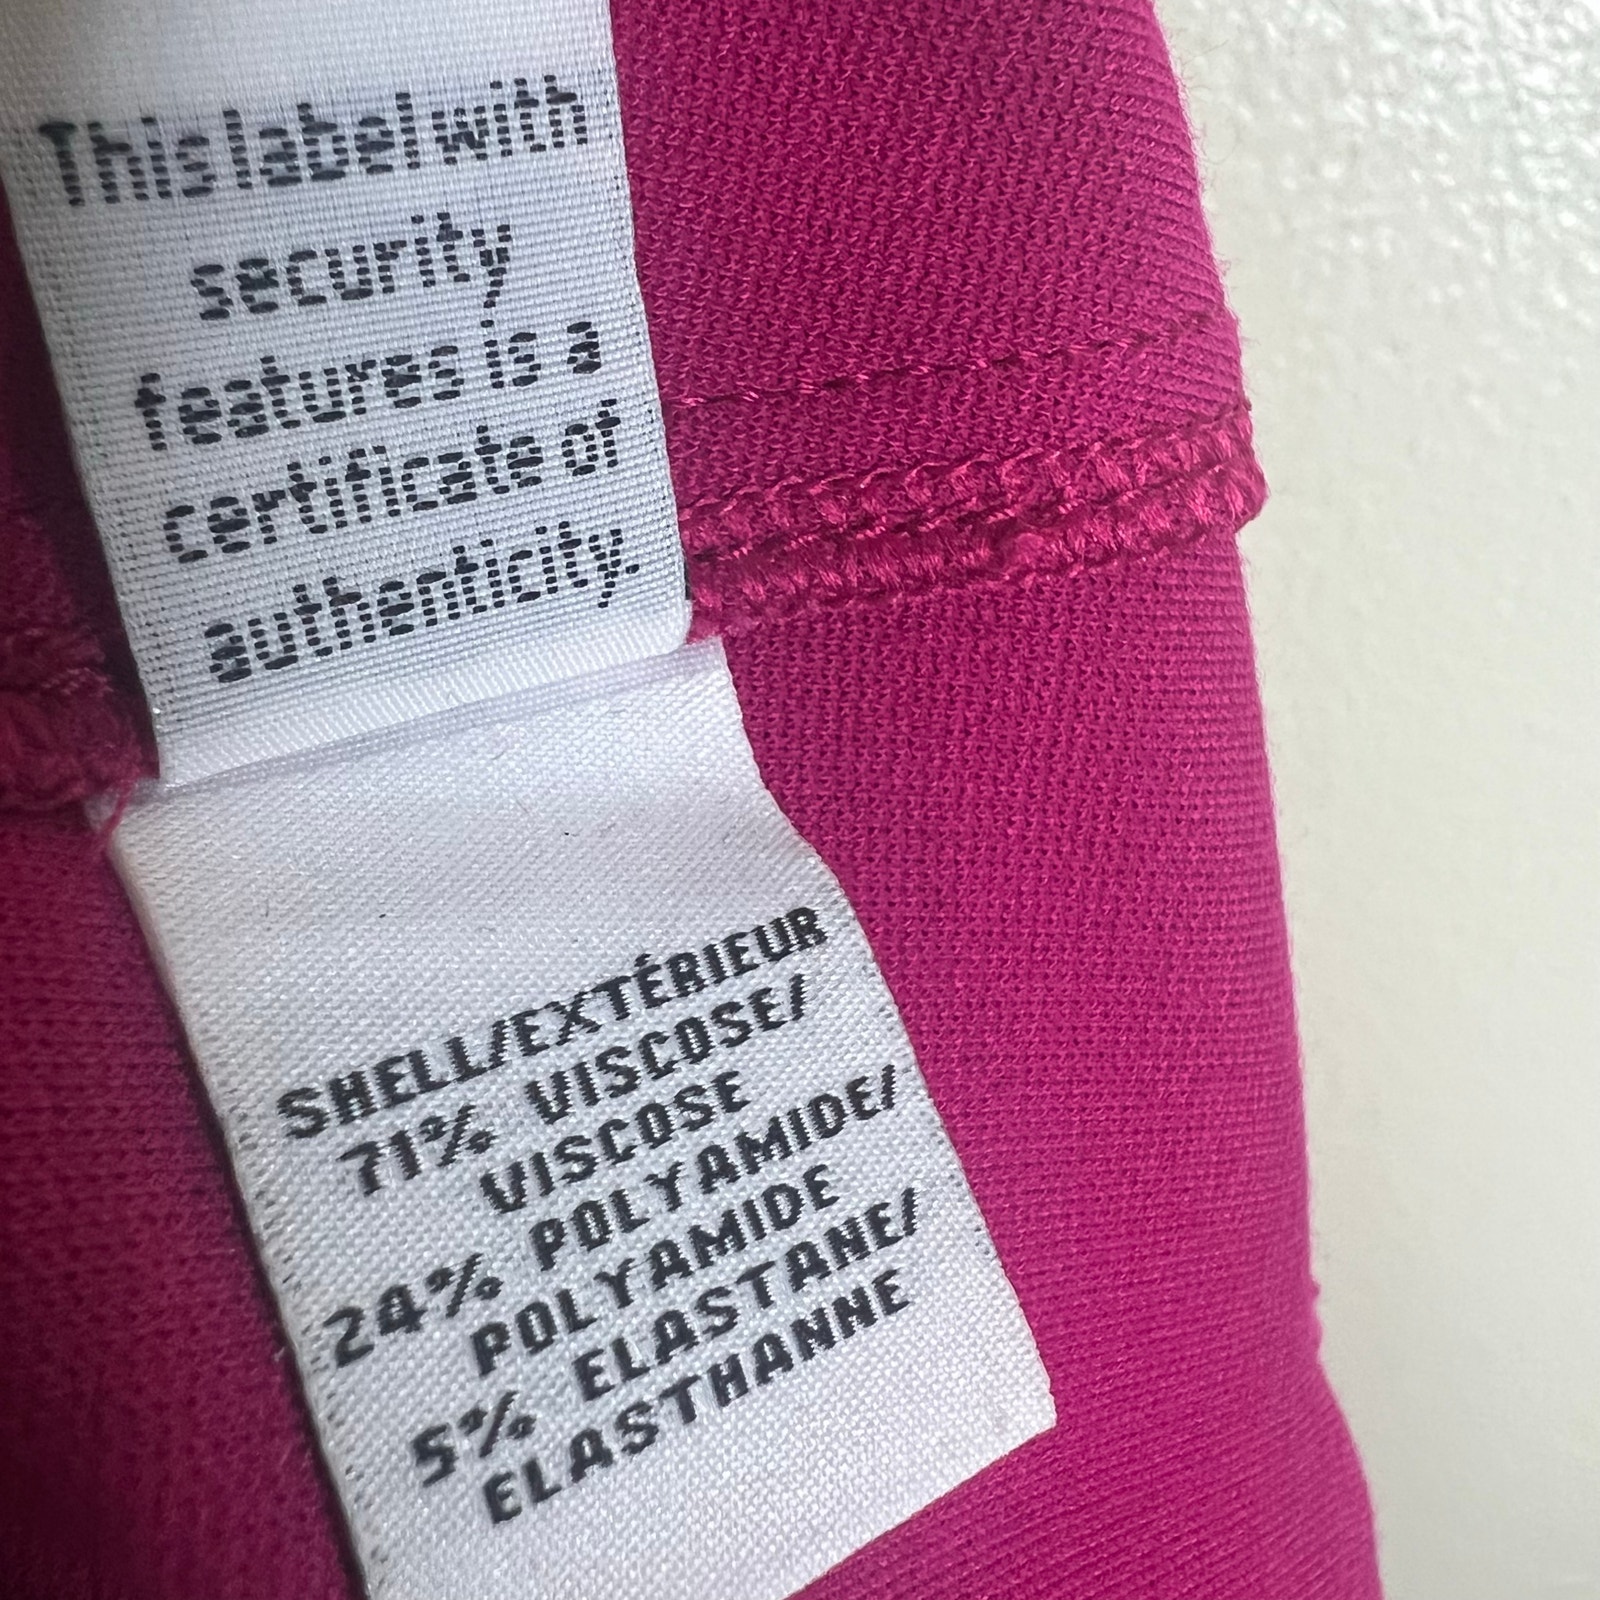 This label with
security
features is a
certificate of
authenticity.
SHELL/EXTÉRIEUR
71% VISCOSE/
VISCOSE
24% POLYAMIDE/
POLYAMIDE
5% ELASTANE/
ELASTHANNE